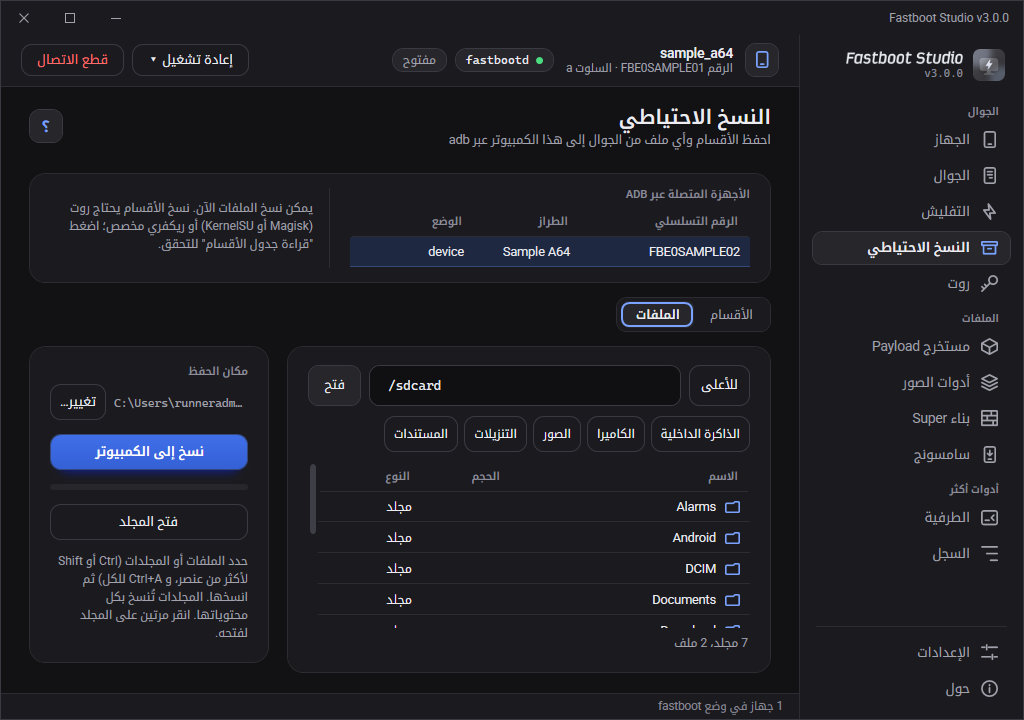 Fastboot Studio v3.0.0
Fastboot Studio
v3.0.0
الجوال
الجهاز
الجوال
التفليش
النسخ الاحتياطي
روت
الملفات
مستخرج Payload
أدوات الصور
بناء Super
سامسونج
أدوات أكثر
الطرفية
السجل
الإعدادات
حول
sample_a64
الرقم FBE0SAMPLE01 · السلوت a
fastbootd
مفتوح
إعادة تشغيل
قطع الاتصال
النسخ الاحتياطي
احفظ الأقسام وأي ملف من الجوال إلى هذا الكمبيوتر عبر adb
؟
الأجهزة المتصلة عبر ADB
الرقم التسلسلي الطراز الوضع
FBE0SAMPLE02 Sample A64 device
يمكن نسخ الملفات الآن. نسخ الأقسام يحتاج روت
(Magisk أو KernelSU) أو ريكفري مخصص؛ اضغط
"قراءة جدول الأقسام" للتحقق.
الأقسام الملفات
للأعلى /sdcard فتح
الذاكرة الداخلية الكاميرا الصور التنزيلات المستندات
الاسم الحجم النوع
Alarms مجلد
Android مجلد
DCIM مجلد
Documents مجلد
7 مجلد، 2 ملف
مكان الحفظ
C:\Users\runneradm… تغيير...
نسخ إلى الكمبيوتر
فتح المجلد
حدد الملفات أو المجلدات (Ctrl أو Shift
لأكثر من عنصر، و Ctrl+A للكل) ثم
انسخها. المجلدات تُنسخ بكل
محتوياتها. انقر مرتين على المجلد
لفتحه.
1 جهاز في وضع fastboot